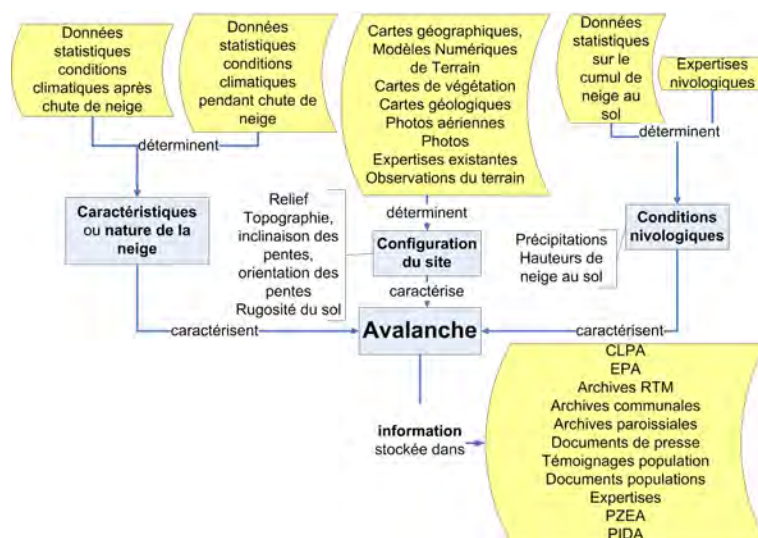 Données
statistiques
conditions
climatiques après
chute de neige
Données
statistiques
conditions
climatiques
pendant chute de
neige
Cartes géographiques,
Modèles Numériques
de Terrain
Cartes de végétation
Cartes géologiques
Photos aériennes
Photos
Expertises existantes
Observations du terrain
Données
statistiques
sur le cumul de
neige au
sol
Expertises
nivologiques
déterminent
déterminent
déterminent
Caractéristiques
ou nature de la
neige
Relief
Topographie,
inclinaison des
pentes,
orientation des
pentes
Rugosité du sol
Configuration
du site
Précipitations
Hauteurs de
neige au sol
Conditions
nivologiques
caractérisent
caractérise
caractérisent
Avalanche
information
stockée dans
CLPA
EPA
Archives RTM
Archives communales
Archives paroissiales
Documents de presse
Témoignages population
Documents populations
Expertises
PZEA
PIDA